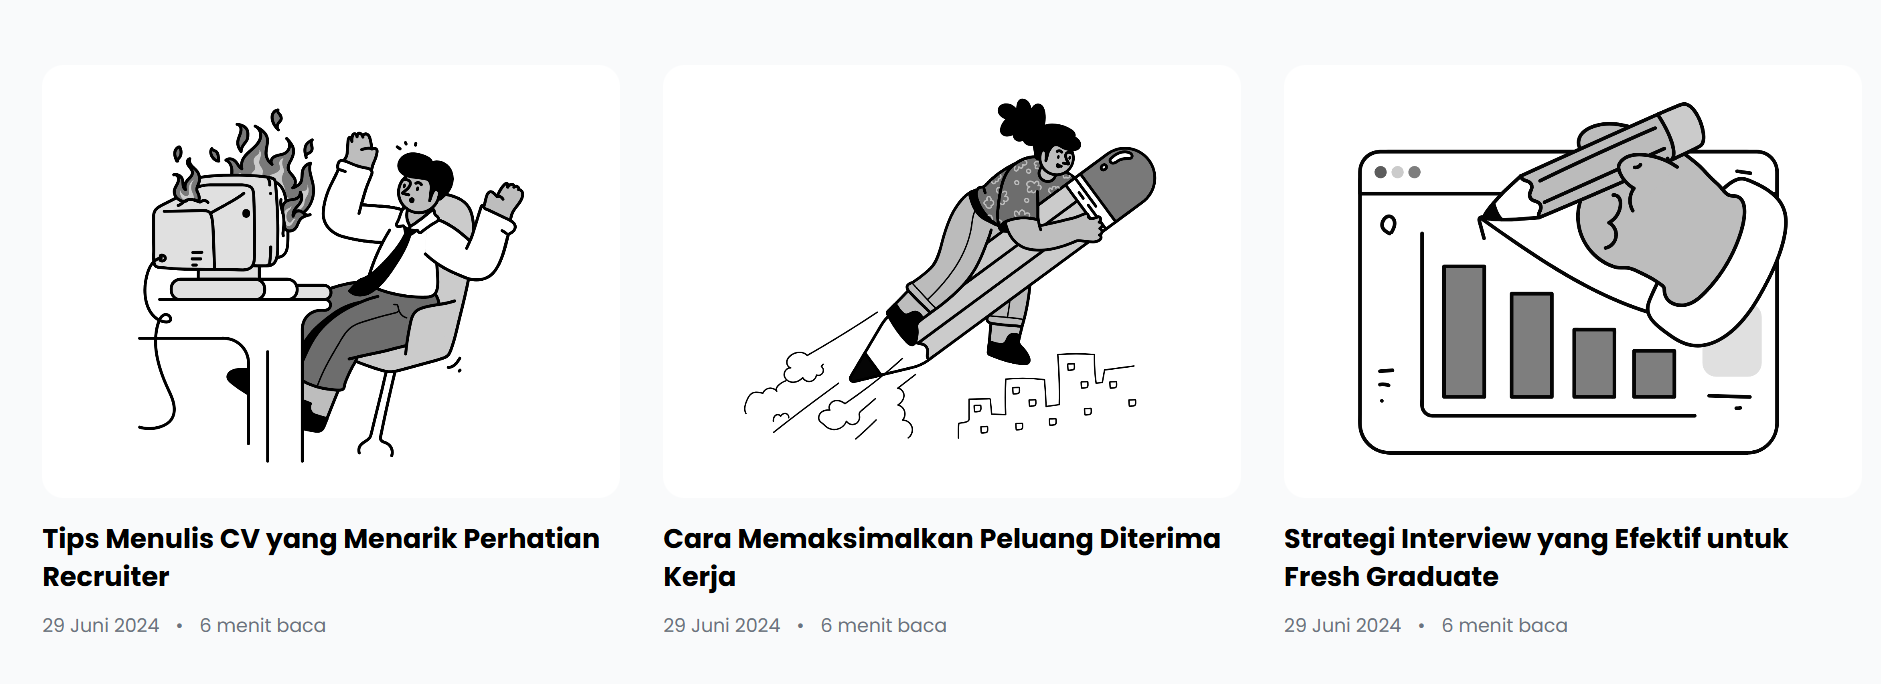 Tips Menulis CV yang Menarik Perhatian
Recruiter
29 Juni 2024 • 6 menit baca
Cara Memaksimalkan Peluang Diterima
Kerja
29 Juni 2024 • 6 menit baca
Strategi Interview yang Efektif untuk
Fresh Graduate
29 Juni 2024 • 6 menit baca